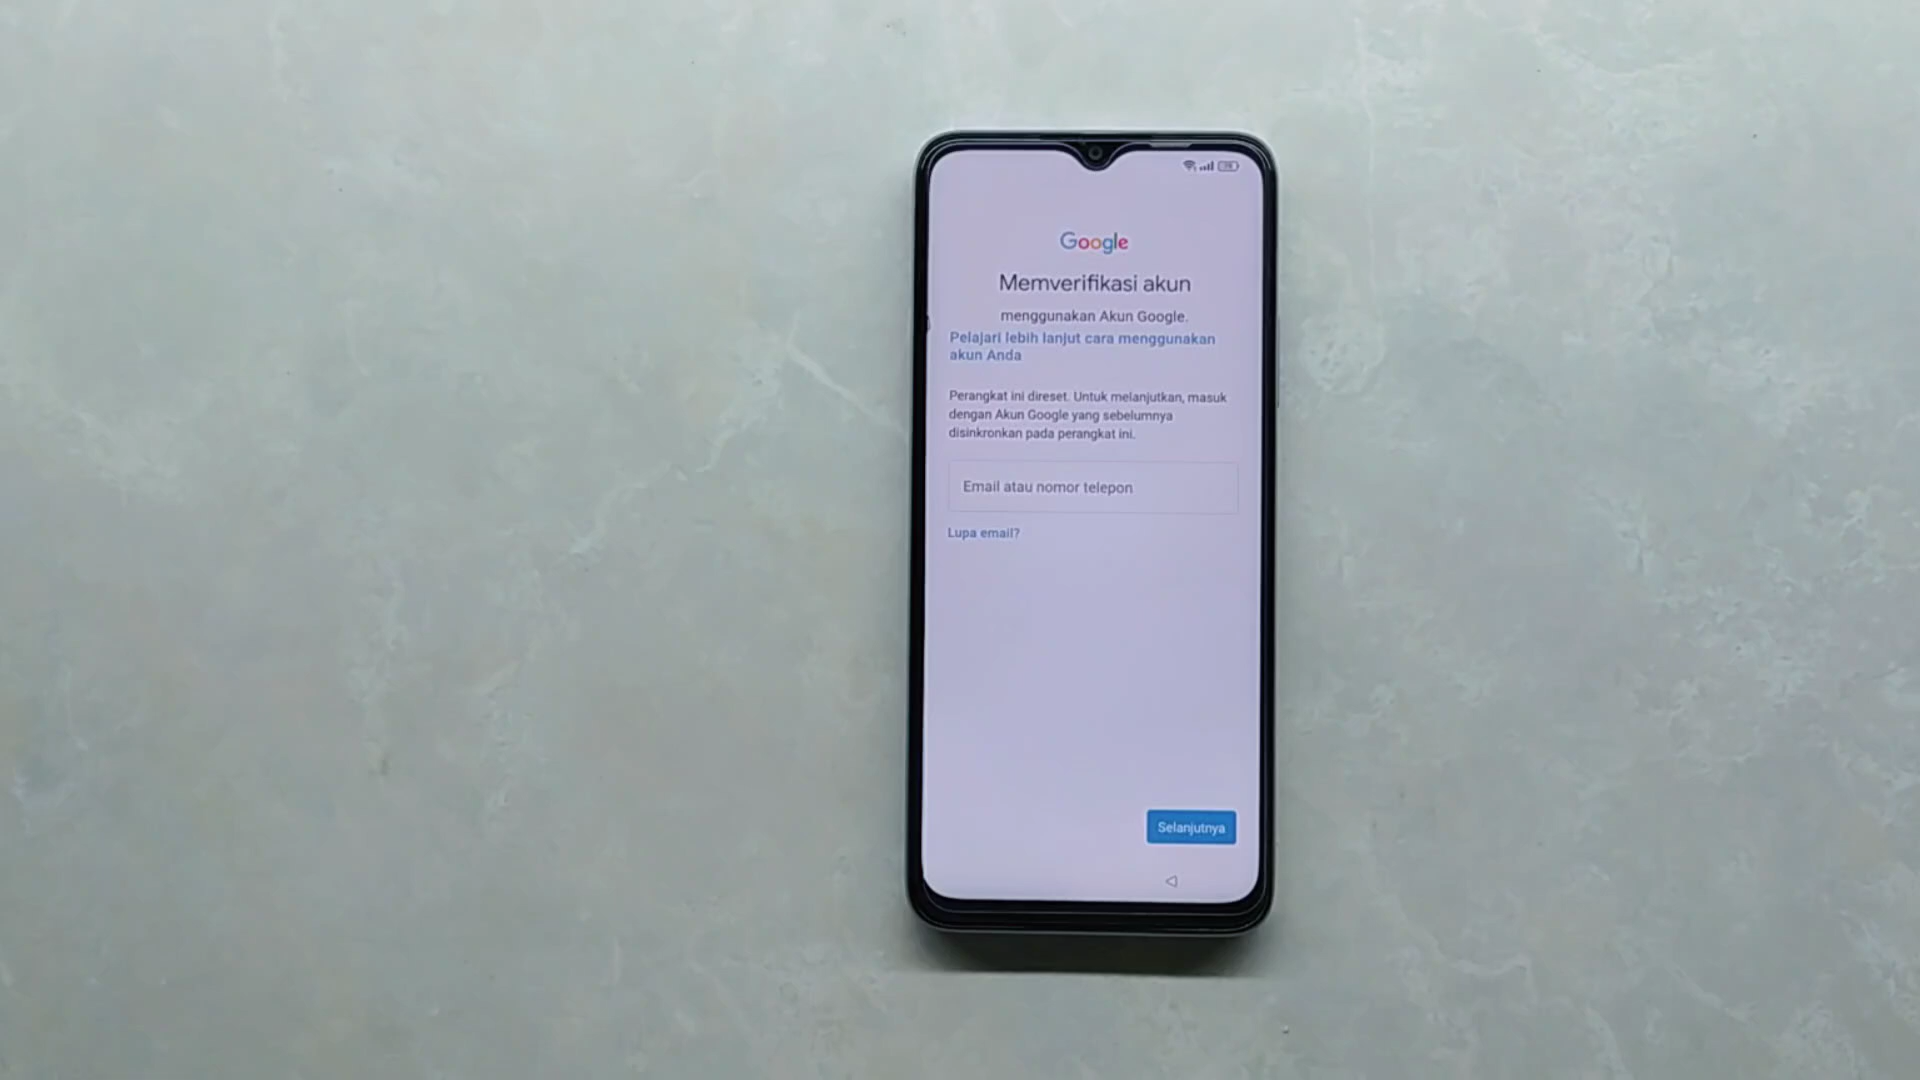 Google
Memverifikasi akun
menggunakan Akun Google.
Pelajari lebih lanjut cara menggunakan
akun Anda
Perangkat ini direset. Untuk melanjutkan, masuk
dengan Akun Google yang sebelumnya
disinkronkan pada perangkat ini.
Email atau nomor telepon
Lupa email?
Selanjutnya